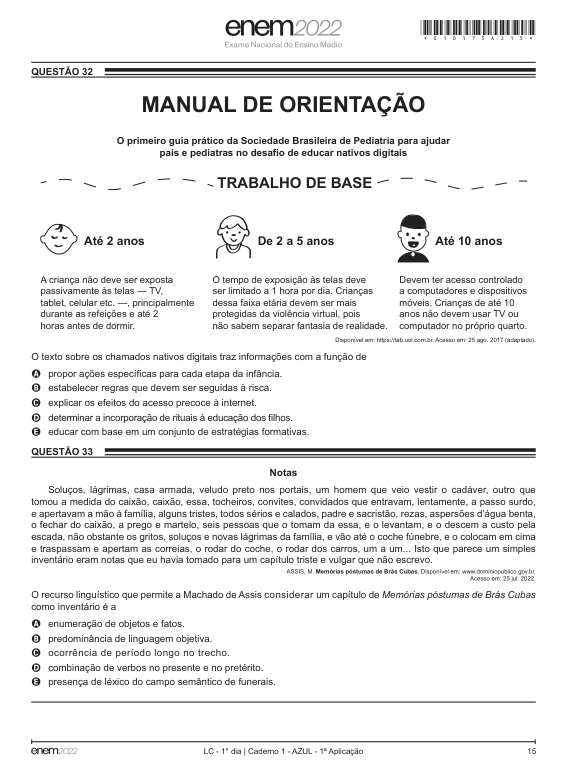 enem2022
Exame Nacional do Ensino Médio
*010175AZ15*
QUESTÃO 32
MANUAL DE ORIENTAÇÃO
O primeiro guia prático da Sociedade Brasileira de Pediatria para ajudar
pais e pediatras no desafio de educar nativos digitais
TRABALHO DE BASE
Até 2 anos
A criança não deve ser exposta
passivamente às telas — TV,
tablet, celular etc. —, principalmente
durante as refeições e até 2
horas antes de dormir.
De 2 a 5 anos
O tempo de exposição às telas deve
ser limitado a 1 hora por dia. Crianças
dessa faixa etária devem ser mais
protegidas da violência virtual, pois
não sabem separar fantasia de realidade.
Até 10 anos
Devem ter acesso controlado
a computadores e dispositivos
móveis. Crianças de até 10
anos não devem usar TV ou
computador no próprio quarto.
Disponível em: https://tab.uol.com.br. Acesso em: 25 ago. 2017 (adaptado).
O texto sobre os chamados nativos digitais traz informações com a função de
A propor ações específicas para cada etapa da infância.
B estabelecer regras que devem ser seguidas à risca.
C explicar os efeitos do acesso precoce à internet.
D determinar a incorporação de rituais à educação dos filhos.
E educar com base em um conjunto de estratégias formativas.
QUESTÃO 33
Notas
Soluços, lágrimas, casa armada, veludo preto nos portais, um homem que veio vestir o cadáver, outro que
tomou a medida do caixão, caixão, essa, tocheiros, convites, convidados que entravam, lentamente, a passo surdo,
e apertavam a mão à família, alguns tristes, todos sérios e calados, padre e sacristão, rezas, aspersões d'água benta,
o fechar do caixão, a prego e martelo, seis pessoas que o tomam da essa, e o levantam, e o descem a custo pela
escada, não obstante os gritos, soluços e novas lágrimas da família, e vão até o coche fúnebre, e o colocam em cima
e traspassam e apertam as correias, o rodar do coche, o rodar dos carros, um a um... Isto que parece um simples
inventário eram notas que eu havia tomado para um capítulo triste e vulgar que não escrevo.
ASSIS, M. Memórias póstumas de Brás Cubas. Disponível em: www.dominiopublico.gov.br.
Acesso em: 25 jul. 2022.
O recurso linguístico que permite a Machado de Assis considerar um capítulo de Memórias póstumas de Brás Cubas
como inventário é a
A enumeração de objetos e fatos.
B predominância de linguagem objetiva.
C ocorrência de período longo no trecho.
D combinação de verbos no presente e no pretérito.
E presença de léxico do campo semântico de funerais.
enem2022
LC - 1° dia | Caderno 1 - AZUL - 1ª Aplicação
15